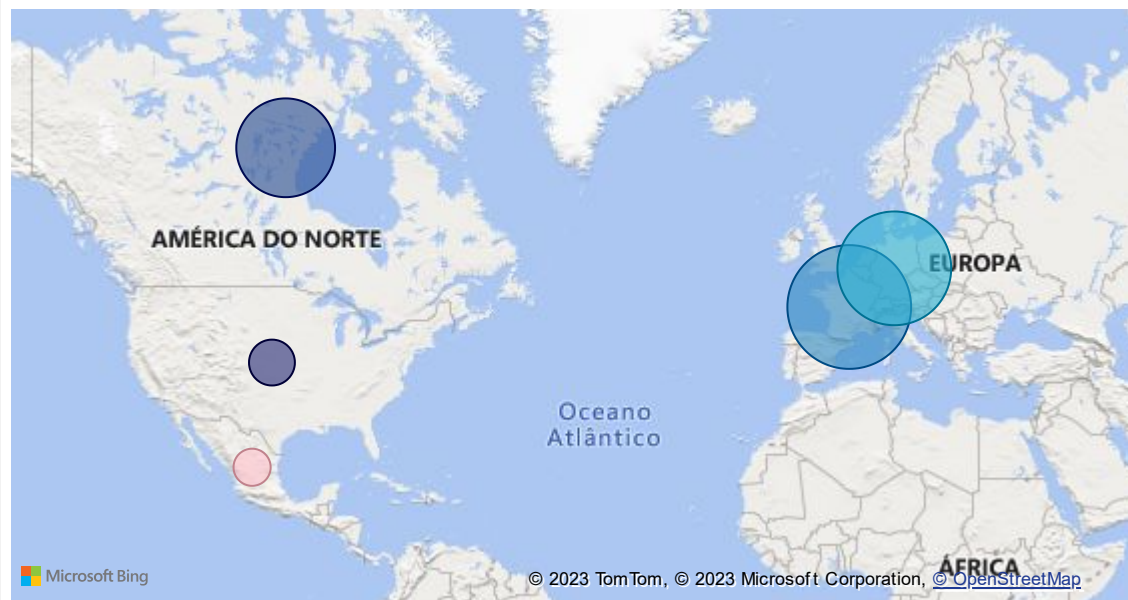 AMÉRICA DO NORTE
EUROPA
Oceano
Atlântico
ÁFRICA
Microsoft Bing
© 2023 TomTom, © 2023 Microsoft Corporation, © OpenStreetMap